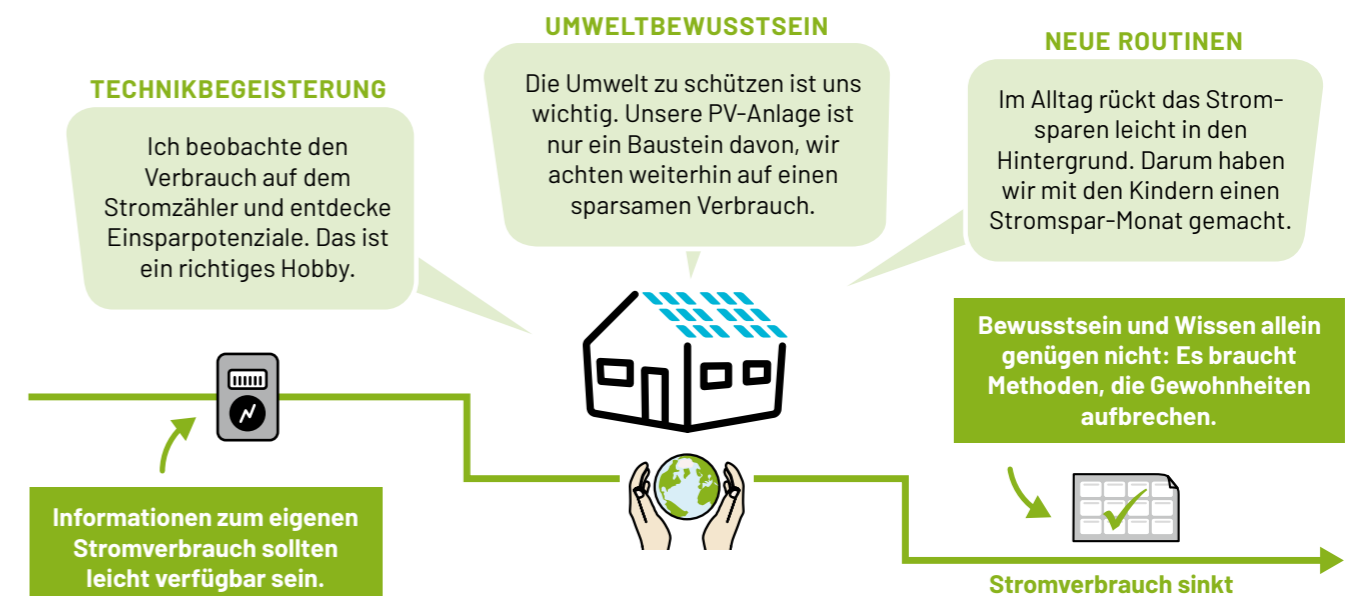 TECHNIKBEGEISTERUNG
Ich beobachte den
Verbrauch auf dem
Stromzähler und entdecke
Einsparpotenziale. Das ist
ein richtiges Hobby.
UMWELTBEWUSSTSEIN
Die Umwelt zu schützen ist uns
wichtig. Unsere PV-Anlage ist
nur ein Baustein davon, wir
achten weiterhin auf einen
sparsamen Verbrauch.
NEUE ROUTINEN
Im Alltag rückt das Strom-
sparen leicht in den
Hintergrund. Darum haben
wir mit den Kindern einen
Stromspar-Monat gemacht.
Informationen zum eigenen
Stromverbrauch sollten
leicht verfügbar sein.
Bewusstsein und Wissen allein
genügen nicht: Es braucht
Methoden, die Gewohnheiten
aufbrechen.
Stromverbrauch sinkt